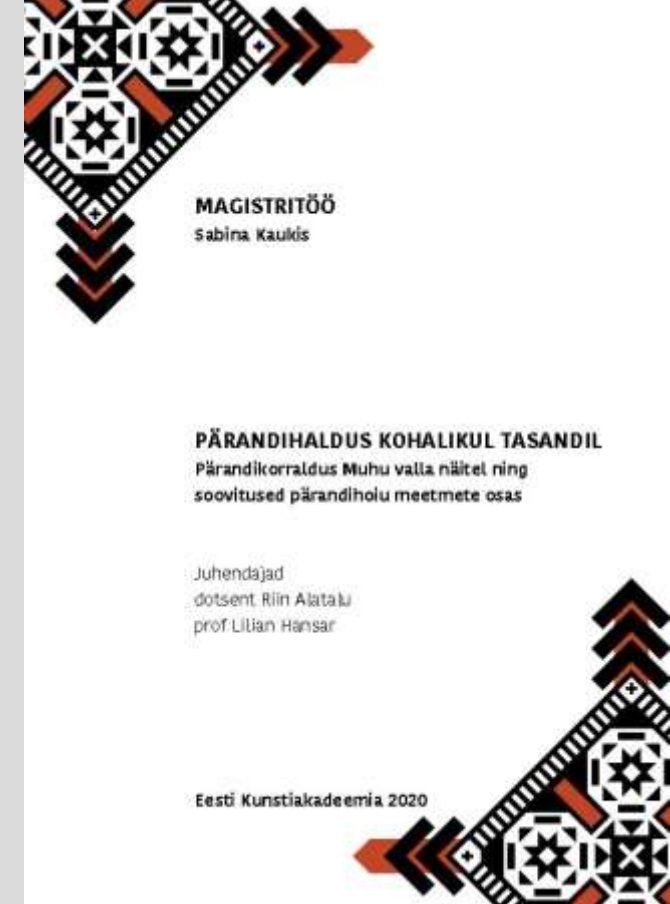 MAGISTRITÖÖ
Sabina Kaukis
PÄRANDIHALDUS KOHALIKUL TASANDIL
Pärandikorraldus Muhu valla näitel ning
soovitused pärandihoiu meetmete osas
Juhendajad
dotsent Riin Alatalu
prof Lilian Hansar
Eesti Kunstiakadeemia 2020